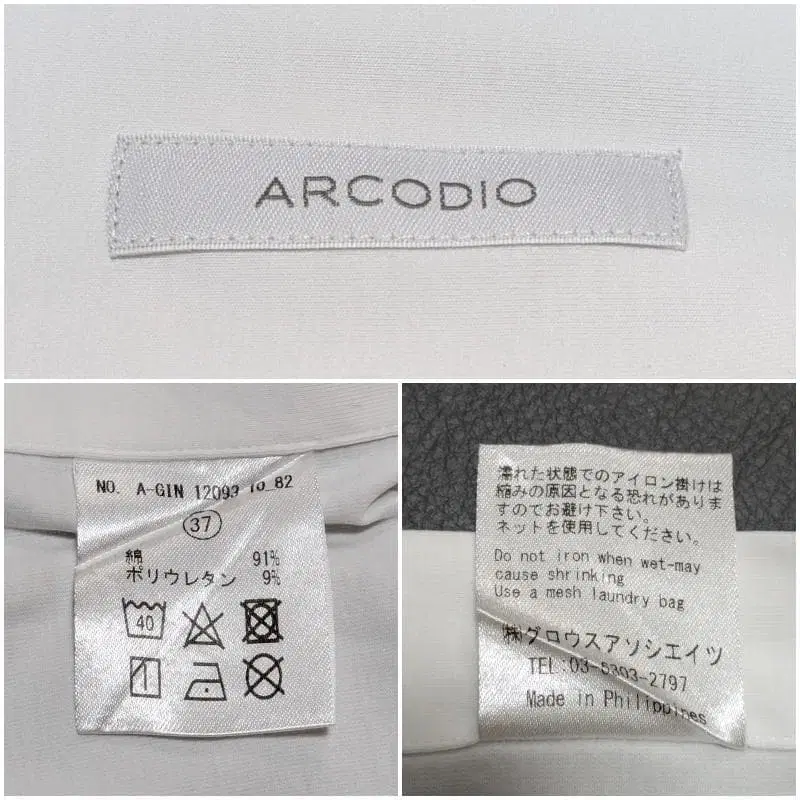 ARCODIO
NO. A-GIN 12093 10_82
37
綿 91%
ポリウレタン 9%
40
濡れた状態でのアイロン掛けは
縮みの原因となる恐れがありま
すのでお避け下さい。
ネットを使用してください。
Do not iron when wet-may
cause shrinking
Use a mesh laundry bag
㈱グロウスアソシエイツ
TEL:03-5303-2797
Made in Philippines